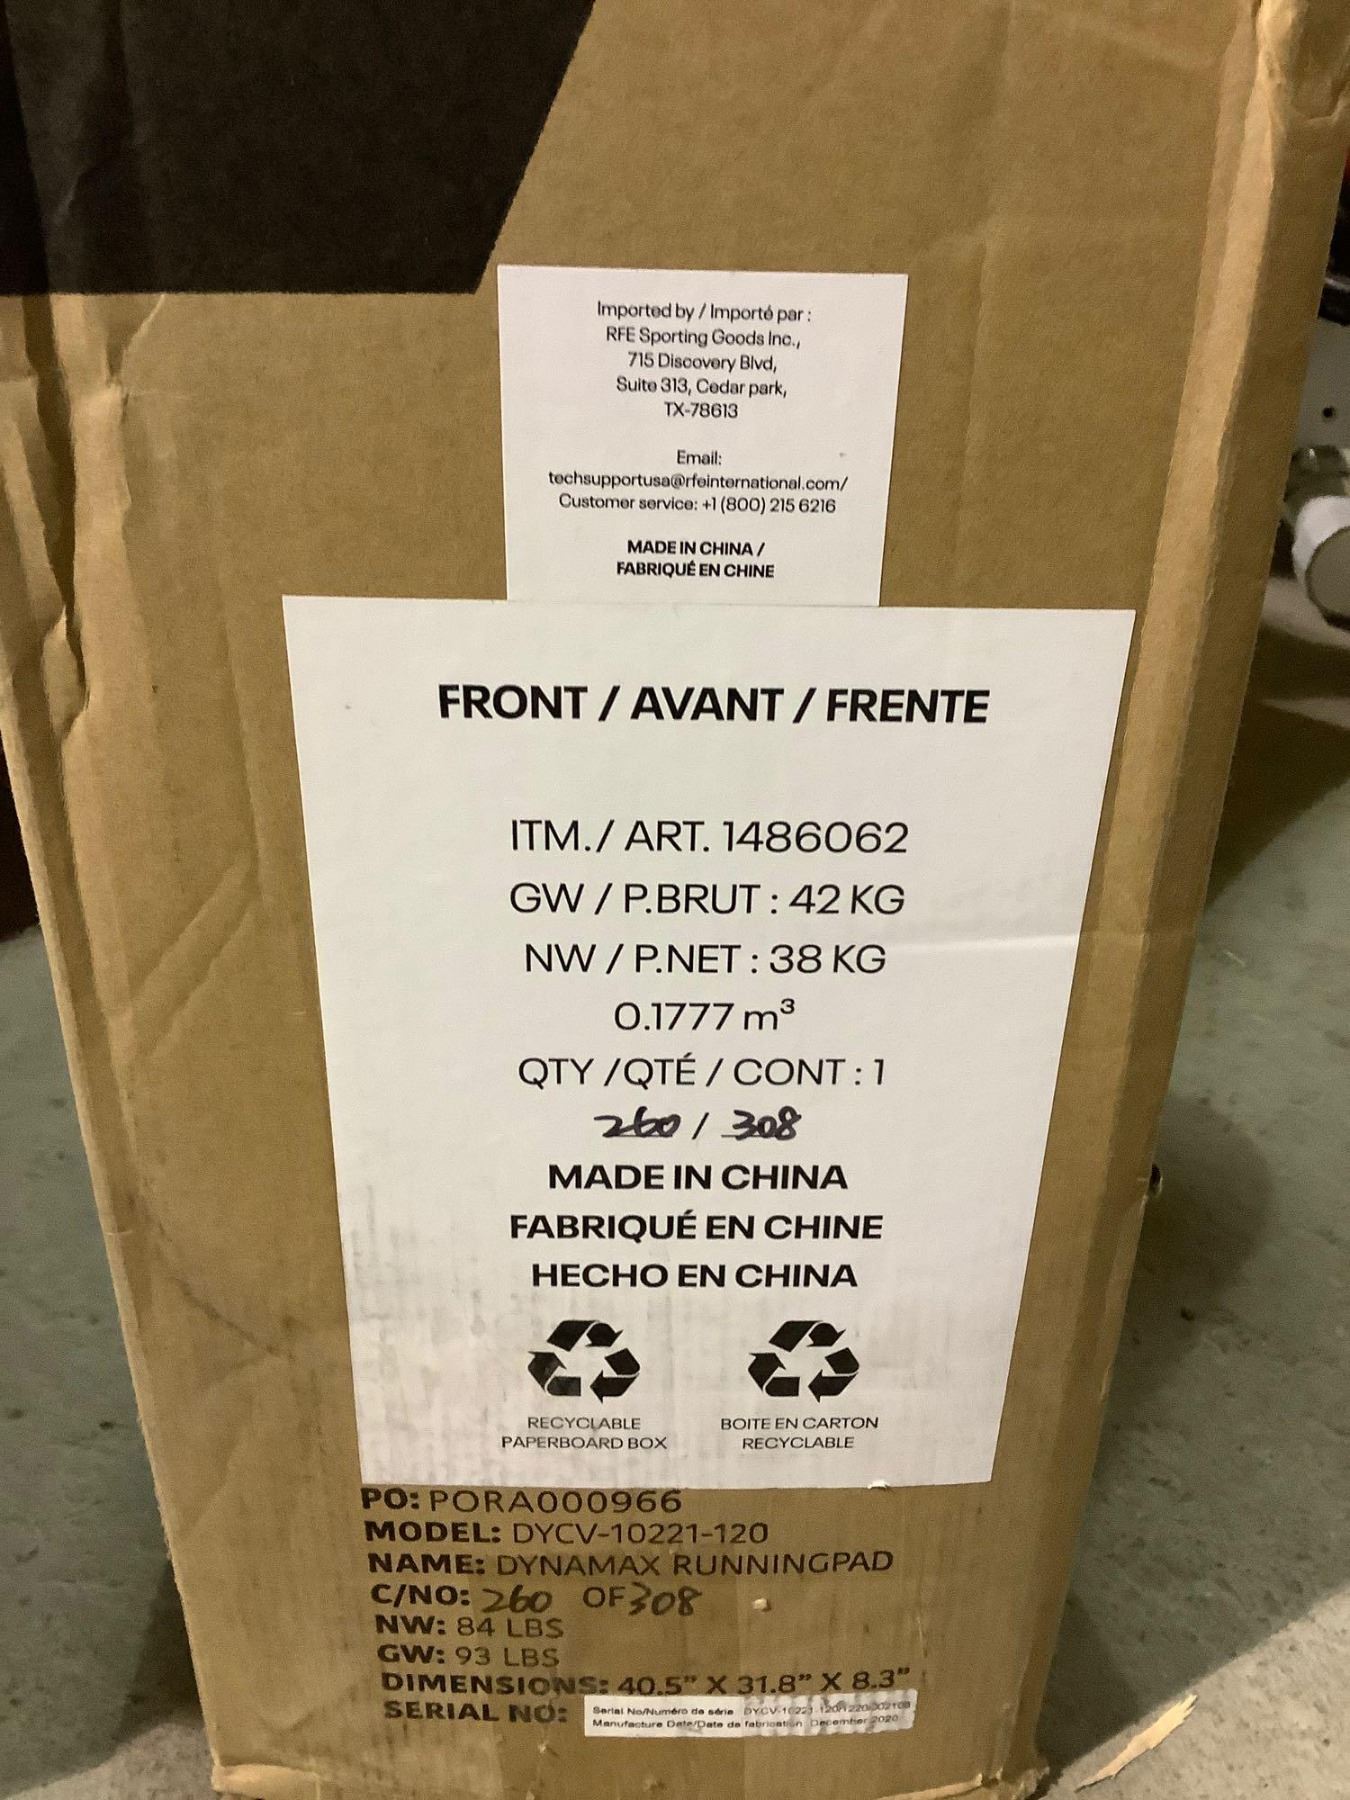 Imported by / Importé par :
RFE Sporting Goods Inc.,
715 Discovery Blvd,
Suite 313, Cedar park,
TX-78613
Email:
techsupportusa@rfeinternational.com/
Customer service: +1 (800) 215 6216
MADE IN CHINA /
FABRIQUÉ EN CHINE
FRONT / AVANT / FRENTE
ITM./ ART. 1486062
GW / P.BRUT : 42 KG
NW / P.NET : 38 KG
0.1777 m³
QTY /QTÉ / CONT : 1
260 / 308
MADE IN CHINA
FABRIQUÉ EN CHINE
HECHO EN CHINA
RECYCLABLE
PAPERBOARD BOX
BOITE EN CARTON
RECYCLABLE
PO: PORA000966
MODEL: DYCV-10221-120
NAME: DYNAMAX RUNNINGPAD
C/NO: 260 OF 308
NW: 84 LBS
GW: 93 LBS
DIMENSIONS: 40.5" X 31.8" X 8.3"
SERIAL NO:
Serial No/Numéro de série
Manufacture Date/Date de fabrication December 2020